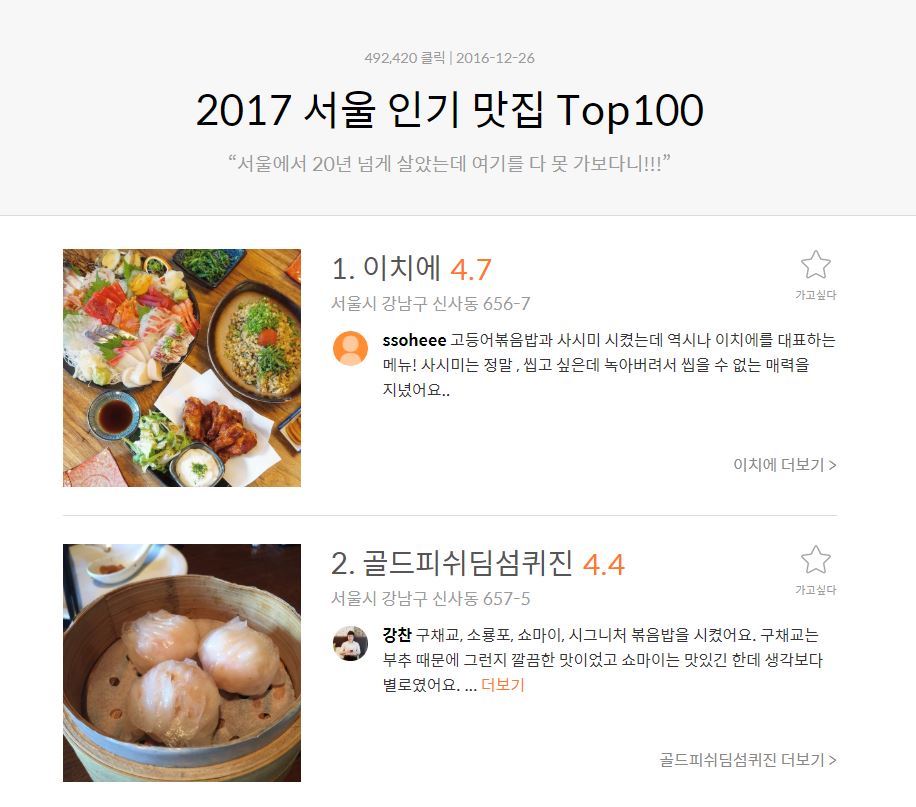 492,420 클릭 | 2016-12-26
2017 서울 인기 맛집 Top100
“서울에서 20년 넘게 살았는데 여기를 다 못 가보다니!!!”
1. 이치에 4.7
가고싶다
서울시 강남구 신사동 656-7
ssoheee 고등어볶음밥과 사시미 시켰는데 역시나 이치에를 대표하는
메뉴! 사시미는 정말 , 씹고 싶은데 녹아버려서 씹을 수 없는 매력을
지녔어요..
이치에 더보기 >
2. 골드피쉬딤섬퀴진 4.4
가고싶다
서울시 강남구 신사동 657-5
강찬 구채교, 소룡포, 쇼마이, 시그니처 볶음밥을 시켰어요. 구채교는
부추 때문에 그런지 깔끔한 맛이었고 쇼마이는 맛있긴 한데 생각보다
별로였어요. ... 더보기
골드피쉬딤섬퀴진 더보기 >